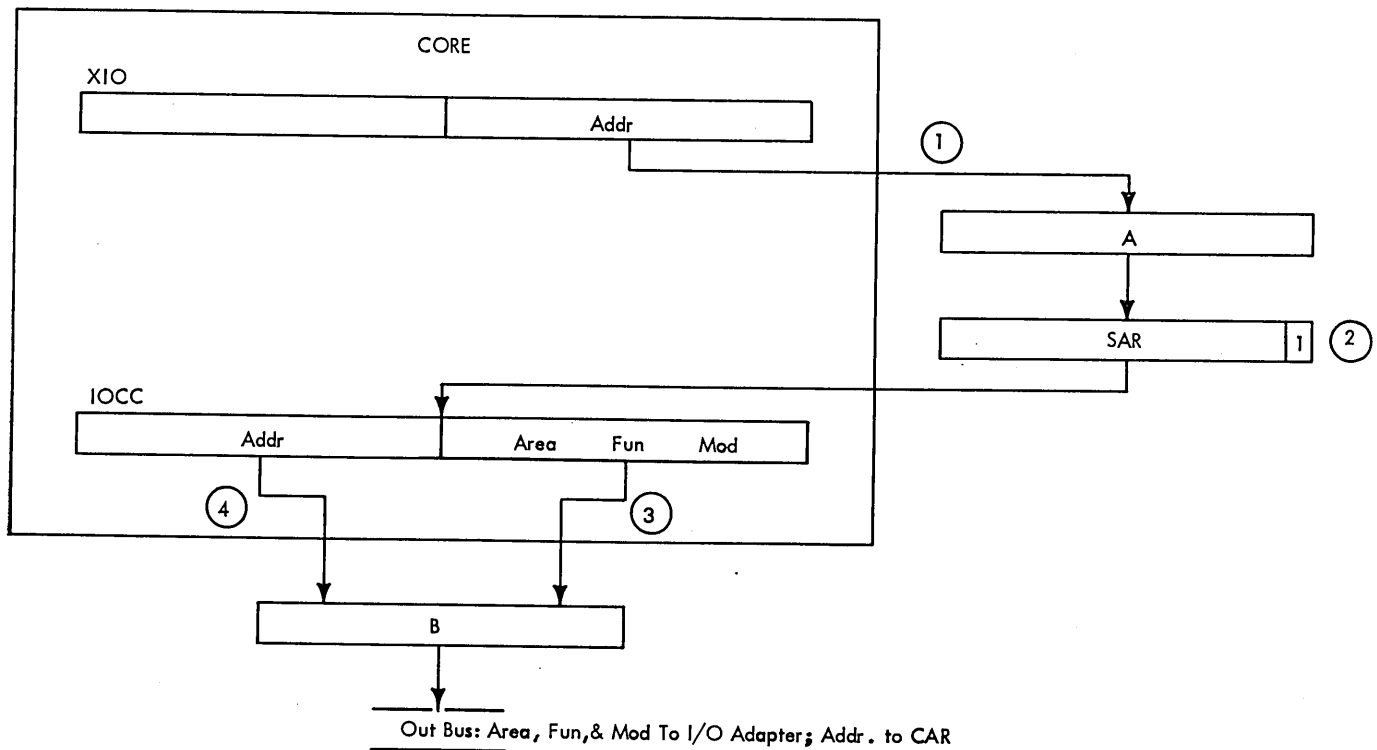 CORE
XIO
Addr
1
A
SAR
1
2
IOCC
Addr
Area Fun Mod
4
3
B
Out Bus: Area, Fun,& Mod To I/O Adapter; Addr. to CAR